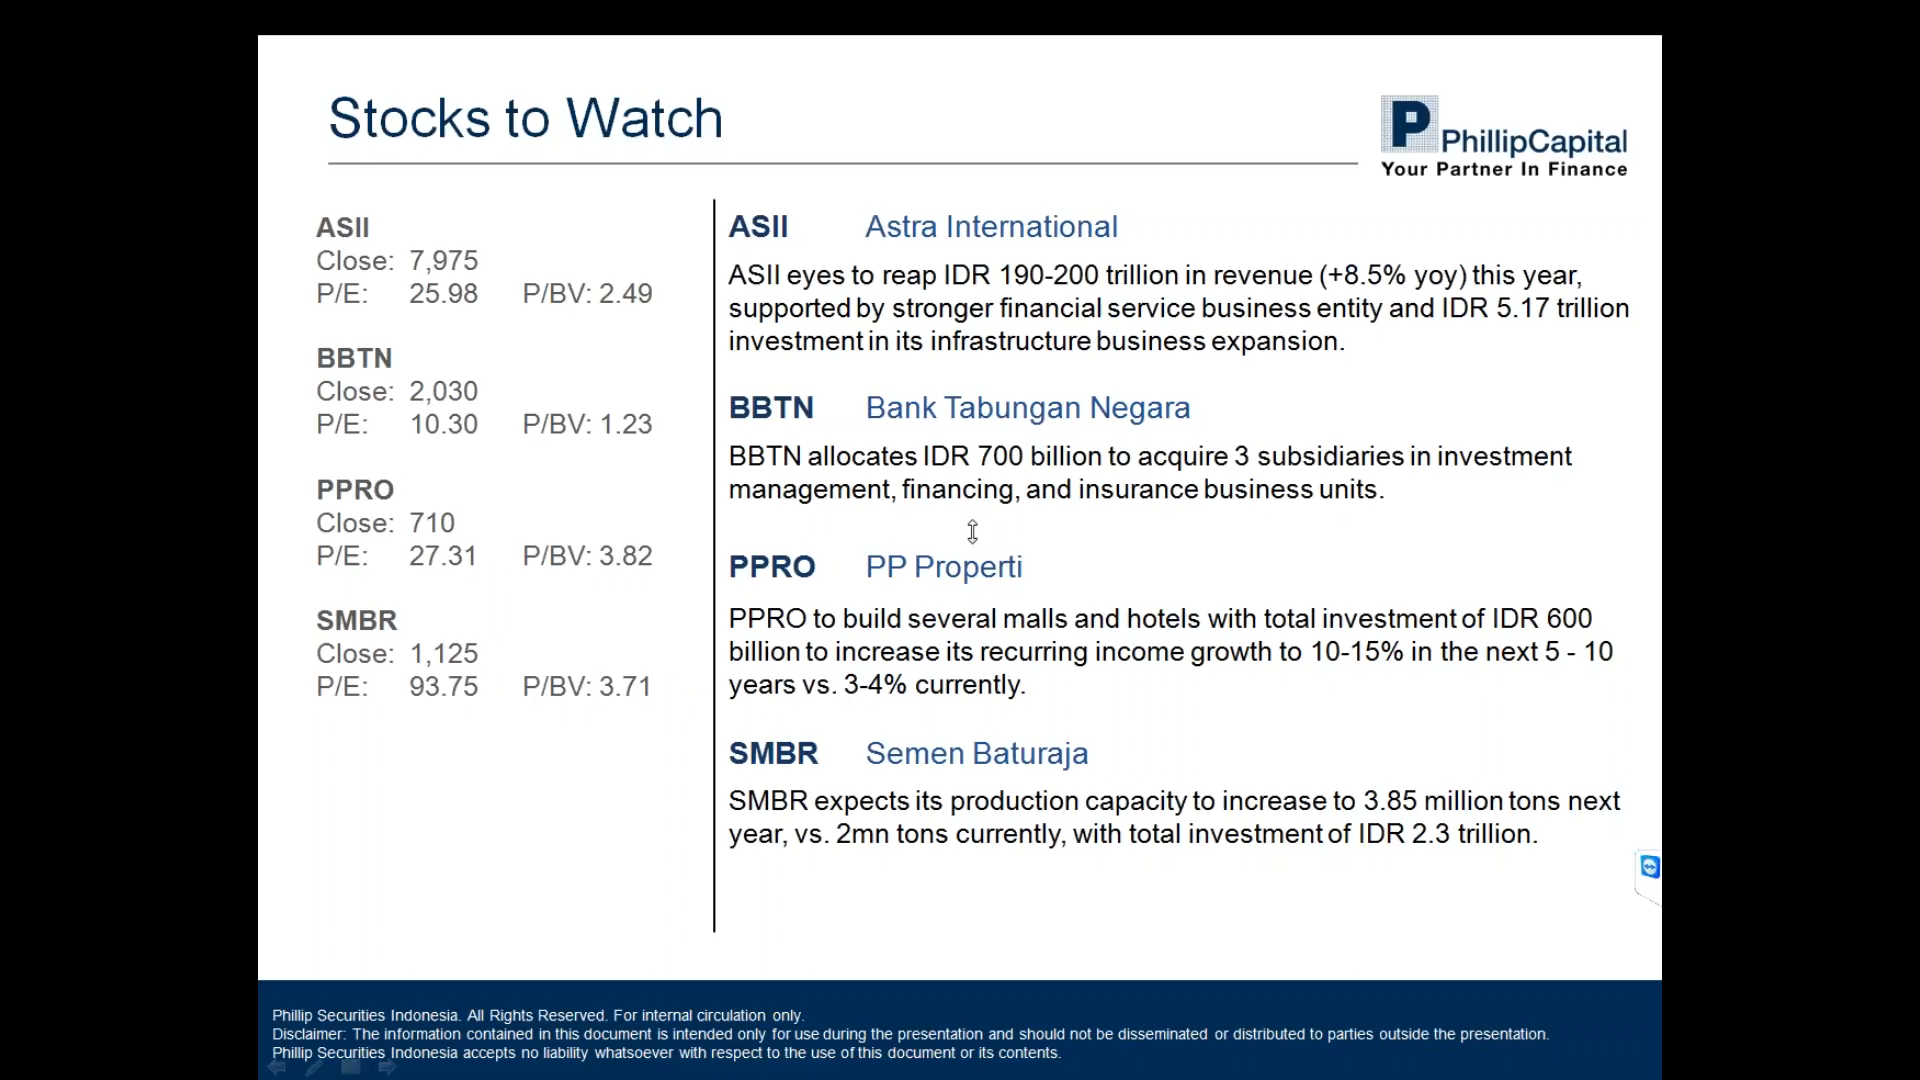 Stocks to Watch
PhillipCapital
Your Partner In Finance
ASII
Close: 7,975
P/E: 25.98 P/BV: 2.49
BBTN
Close: 2,030
P/E: 10.30 P/BV: 1.23
PPRO
Close: 710
P/E: 27.31 P/BV: 3.82
SMBR
Close: 1,125
P/E: 93.75 P/BV: 3.71
ASII Astra International
ASII eyes to reap IDR 190-200 trillion in revenue (+8.5% yoy) this year,
supported by stronger financial service business entity and IDR 5.17 trillion
investment in its infrastructure business expansion.
BBTN Bank Tabungan Negara
BBTN allocates IDR 700 billion to acquire 3 subsidiaries in investment
management, financing, and insurance business units.
PPRO PP Properti
PPRO to build several malls and hotels with total investment of IDR 600
billion to increase its recurring income growth to 10-15% in the next 5 - 10
years vs. 3-4% currently.
SMBR Semen Baturaja
SMBR expects its production capacity to increase to 3.85 million tons next
year, vs. 2mn tons currently, with total investment of IDR 2.3 trillion.
Phillip Securities Indonesia. All Rights Reserved. For internal circulation only.
Disclaimer: The information contained in this document is intended only for use during the presentation and should not be disseminated or distributed to parties outside the presentation.
Phillip Securities Indonesia accepts no liability whatsoever with respect to the use of this document or its contents.